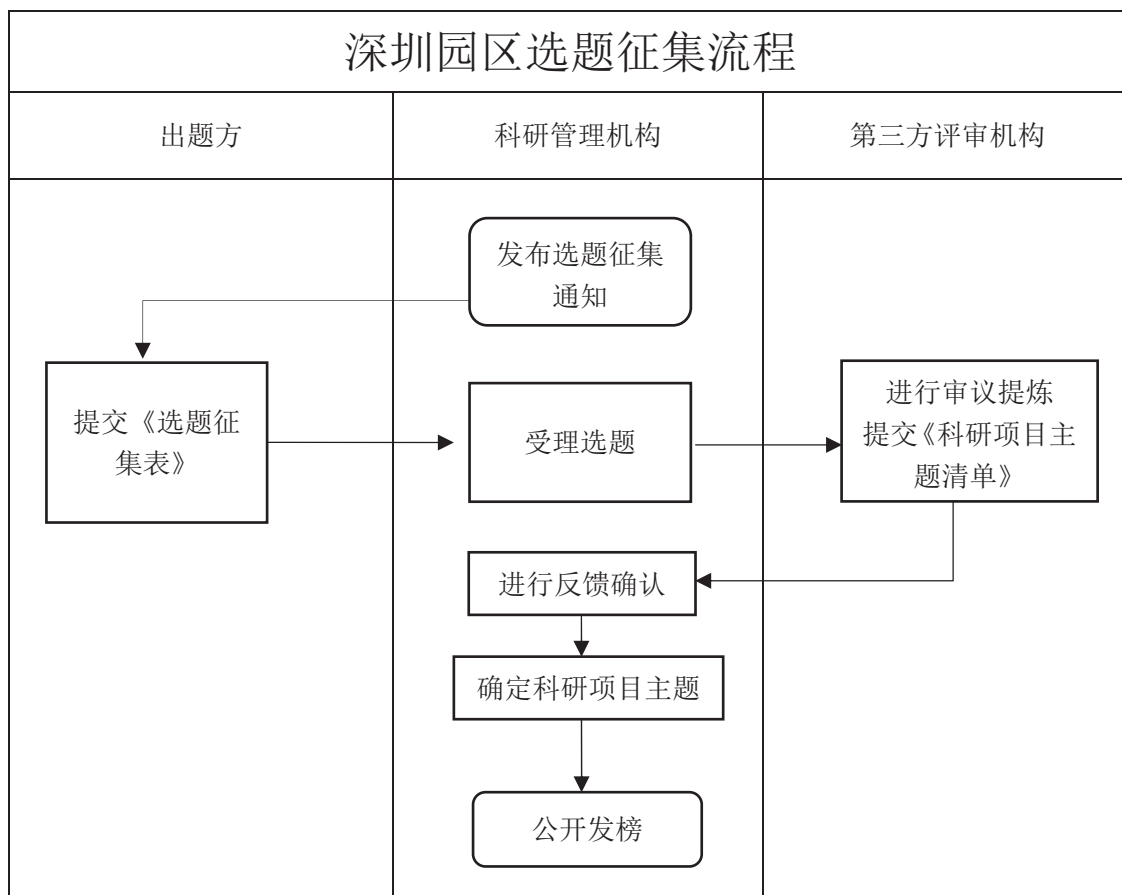 深圳园区选题征集流程
出题方
科研管理机构
第三方评审机构
发布选题征集
通知
提交《选题征
集表》
受理选题
进行审议提炼
提交《科研项目主
题清单》
进行反馈确认
确定科研项目主题
公开发榜